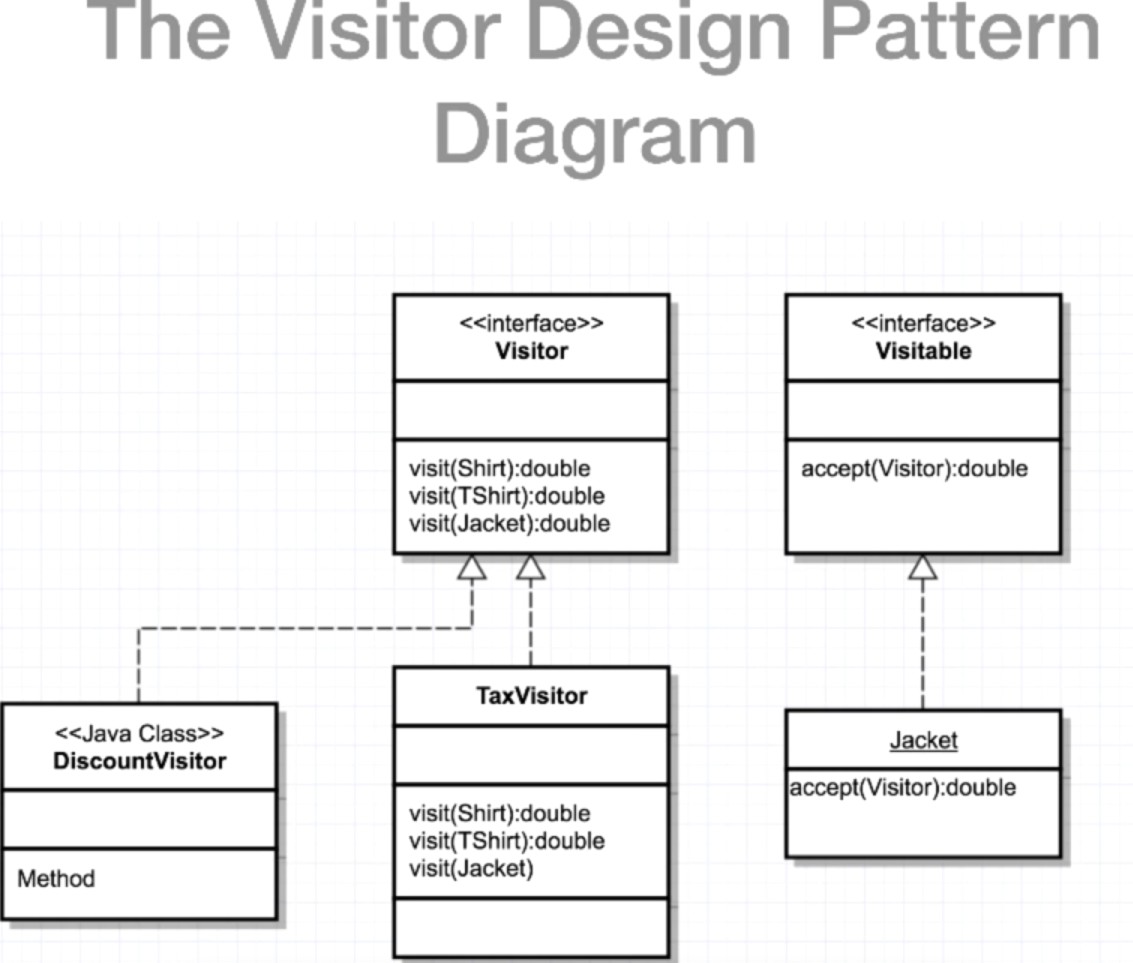 The Visitor Design Pattern
Diagram
<<interface>>
Visitor
visit(Shirt):double
visit(TShirt):double
visit(Jacket):double
<<interface>>
Visitable
accept(Visitor):double
<<Java Class>>
DiscountVisitor
Method
TaxVisitor
visit(Shirt):double
visit(TShirt):double
visit(Jacket)
Jacket
accept(Visitor):double